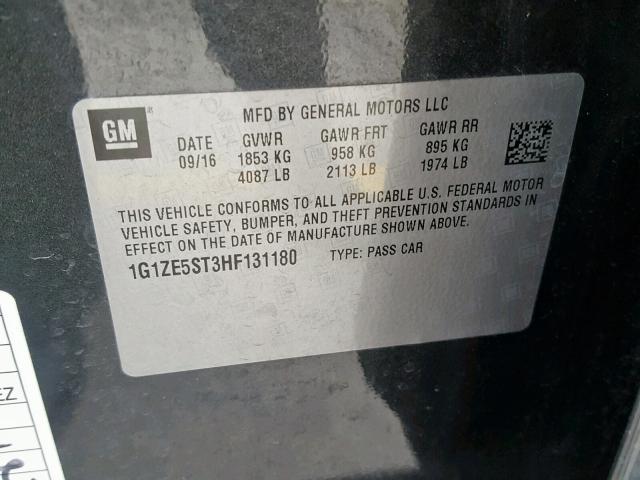 GM
MFD BY GENERAL MOTORS LLC
DATE GVWR GAWR FRT GAWR RR
09/16 1853 KG 958 KG 895 KG
4087 LB 2113 LB 1974 LB
THIS VEHICLE CONFORMS TO ALL APPLICABLE U.S. FEDERAL MOTOR
VEHICLE SAFETY, BUMPER, AND THEFT PREVENTION STANDARDS IN
EFFECT ON THE DATE OF MANUFACTURE SHOWN ABOVE.
1G1ZE5ST3HF131180 TYPE: PASS CAR
EZ